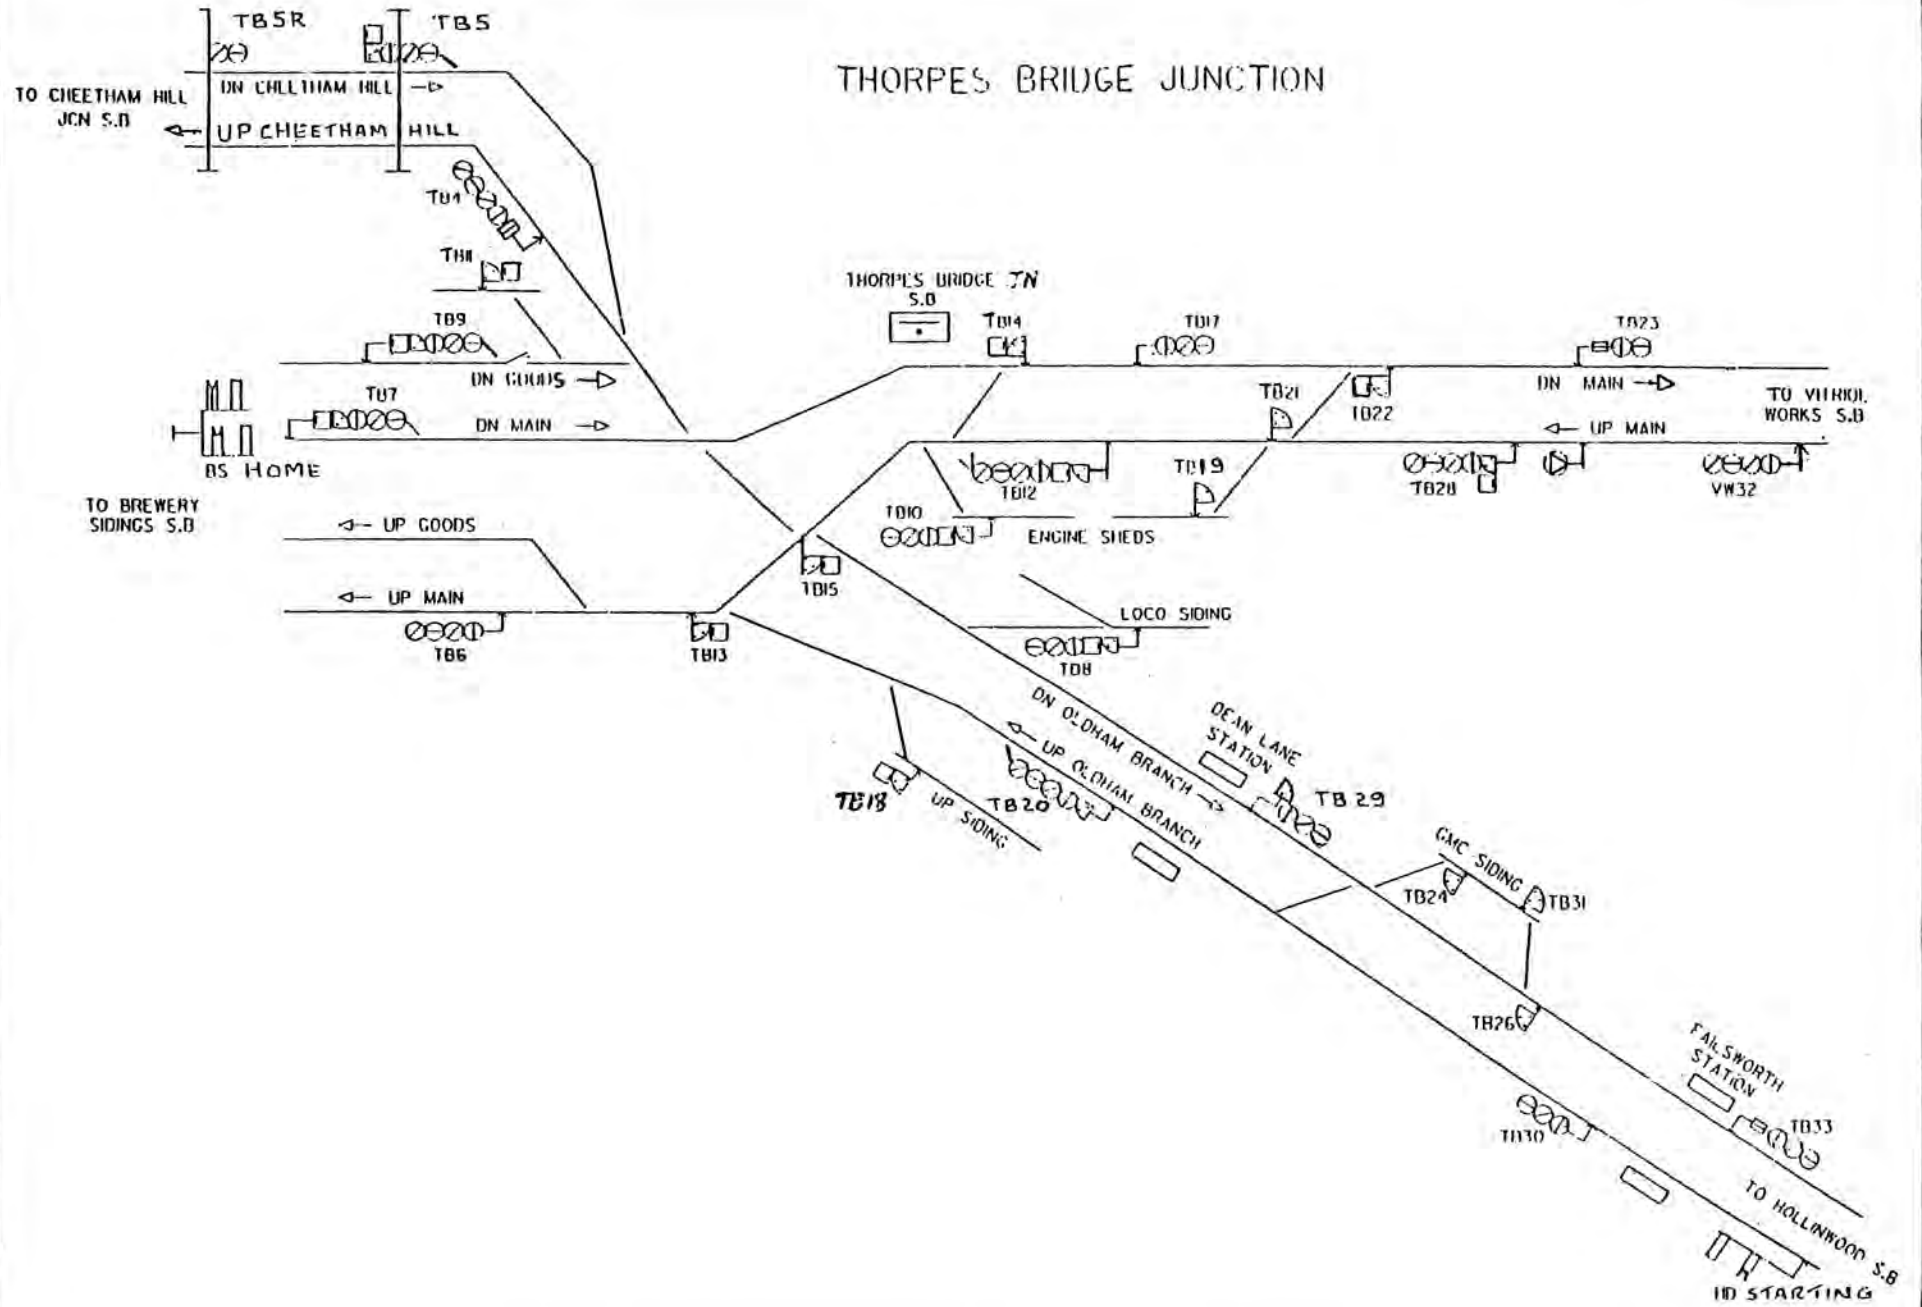 TB5R
TB5
THORPES BRIDGE JUNCTION
TO CHEETHAM HILL
JCN S.B
DN CHEETHAM HILL
UP CHEETHAM HILL
TB4
TB11
THORPES BRIDGE JN
S.B
TB9
TB14
TB17
TB23
DN GOODS
DN MAIN
TB7
TB21
TB22
TO VITRIOL
WORKS S.B
DN MAIN
UP MAIN
BS HOME
TB12
TB19
TB28
VW32
TO BREWERY
SIDINGS S.B
UP GOODS
TB10
ENGINE SHEDS
TB15
UP MAIN
LOCO SIDING
TB6
TB13
TB8
DN OLDHAM BRANCH
DEAN LANE
STATION
UP OLDHAM BRANCH
TB18
UP SIDING
TB20
TB 29
GMC SIDING
TB24
TB31
TB26
FAILSWORTH
STATION
TB30
TB33
TO HOLLINWOOD S.B
HD STARTING